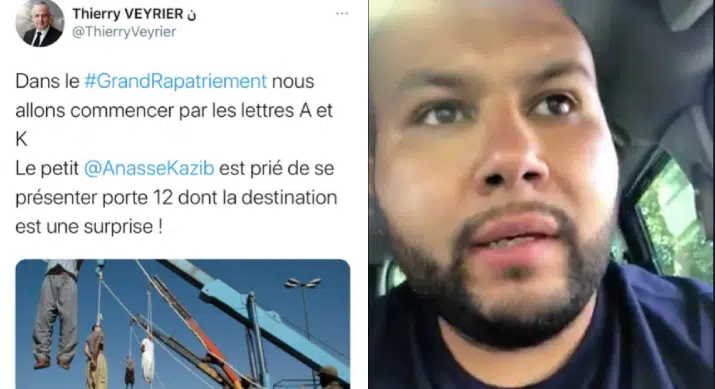 Thierry VEYRIER ن
@ThierryVeyrier
Dans le #GrandRapatriement nous
allons commencer par les lettres A et
K
Le petit @AnasseKazib est prié de se
présenter porte 12 dont la destination
est une surprise !